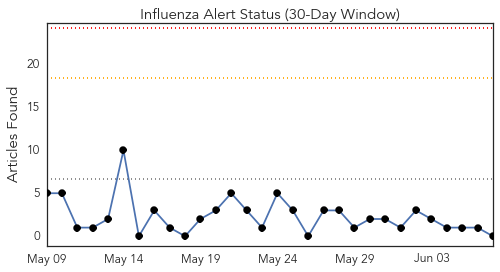 Influenza Alert Status (30-Day Window)
Articles Found
20
15
10
5
0
May 09 May 14 May 19 May 24 May 29 Jun 03